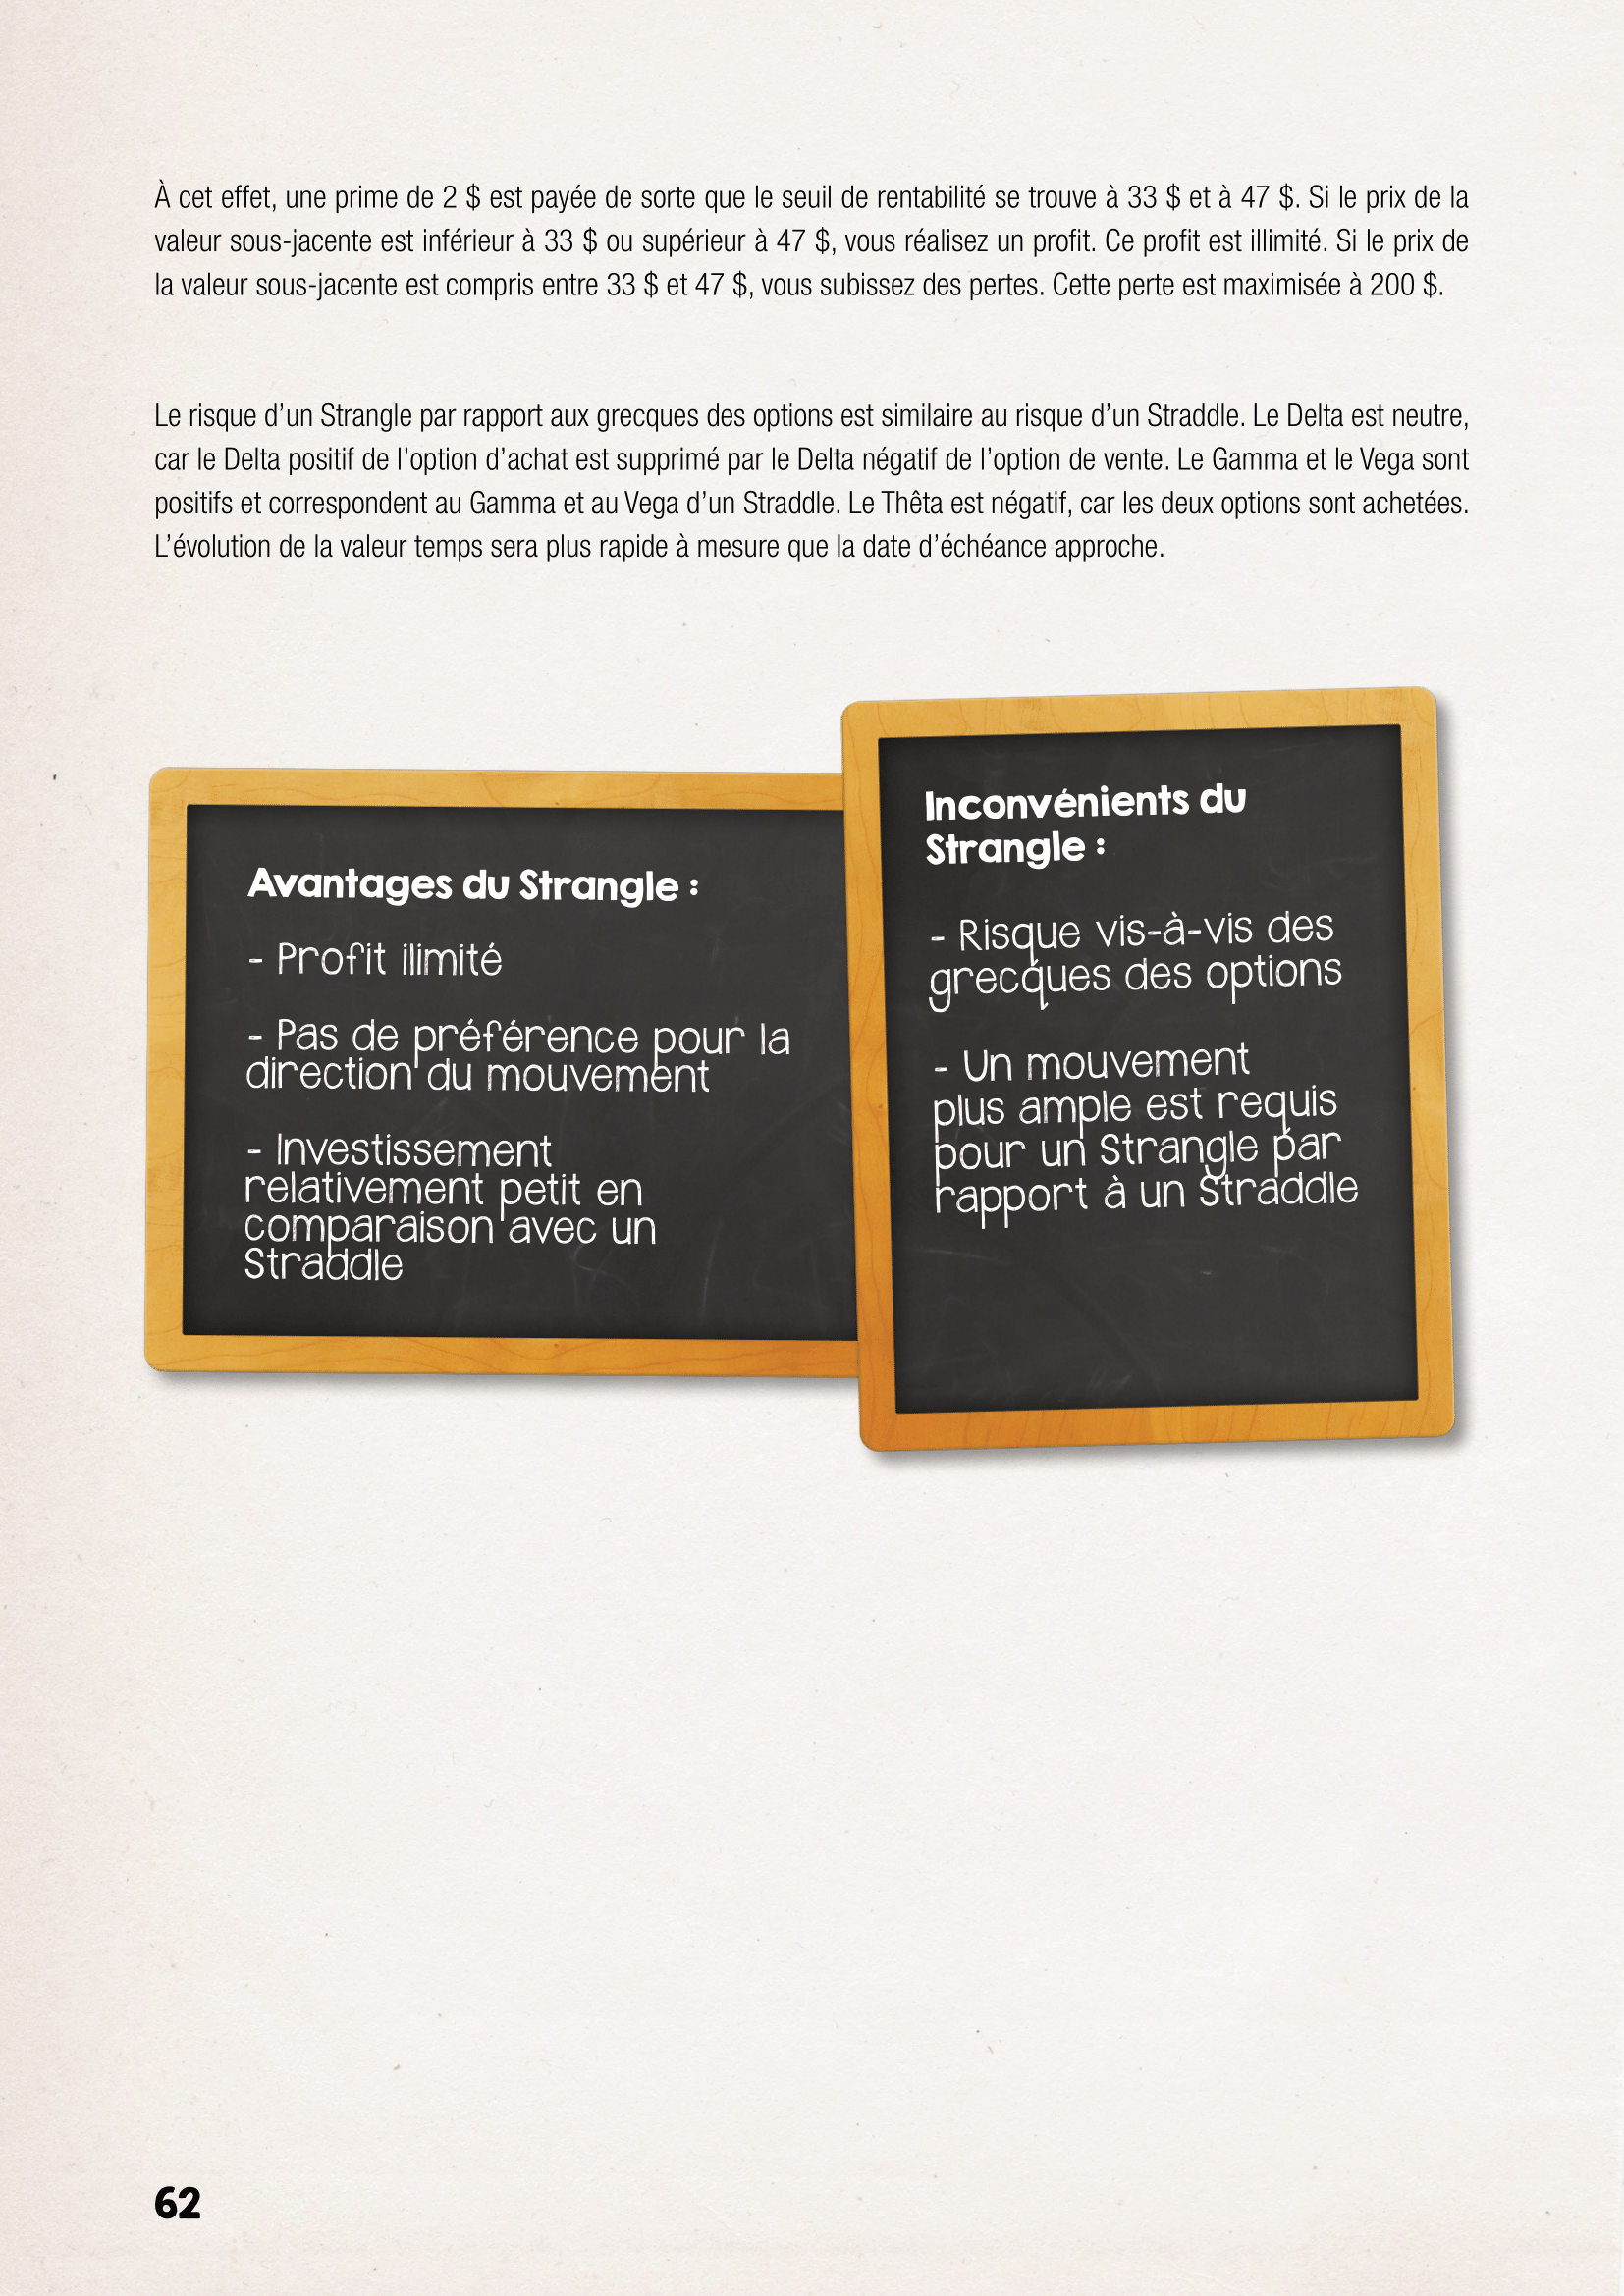 À cet effet, une prime de 2 $ est payée de sorte que le seuil de rentabilité se trouve à 33 $ et à 47 $. Si le prix de la
valeur sous-jacente est inférieur à 33 $ ou supérieur à 47 $, vous réalisez un profit. Ce profit est illimité. Si le prix de
la valeur sous-jacente est compris entre 33 $ et 47 $, vous subissez des pertes. Cette perte est maximisée à 200 $.
Le risque d’un Strangle par rapport aux grecques des options est similaire au risque d’un Straddle. Le Delta est neutre,
car le Delta positif de l’option d’achat est supprimé par le Delta négatif de l’option de vente. Le Gamma et le Vega sont
positifs et correspondent au Gamma et au Vega d’un Straddle. Le Thêta est négatif, car les deux options sont achetées.
L’évolution de la valeur temps sera plus rapide à mesure que la date d’échéance approche.
Avantages du Strangle :
- Profit ilimité
- Pas de préférence pour la
direction du mouvement
- Investissement
relativement petit en
comparaison avec un
Straddle
Inconvénients du
Strangle :
- Risque vis-à-vis des
grecques des options
- Un mouvement
plus ample est requis
pour un Strangle par
rapport à un Straddle
62